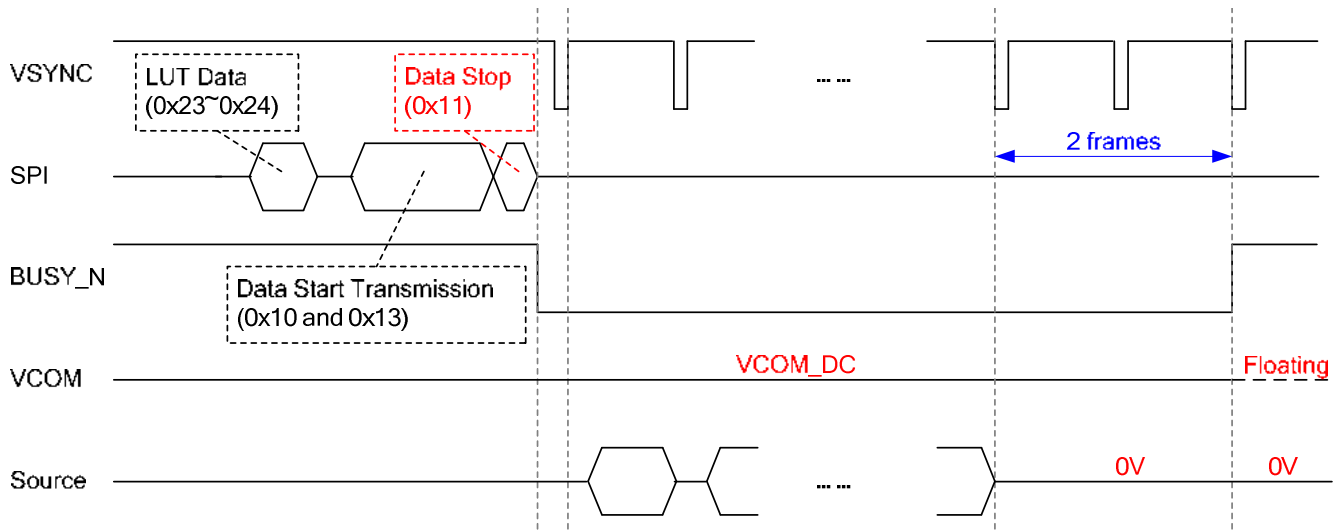 VSYNC
LUT Data
(0x23~0x24)
Data Stop
(0x11)
... ...
2 frames
SPI
BUSY_N
Data Start Transmission
(0x10 and 0x13)
VCOM
VCOM_DC
Floating
Source
... ...
0V
0V